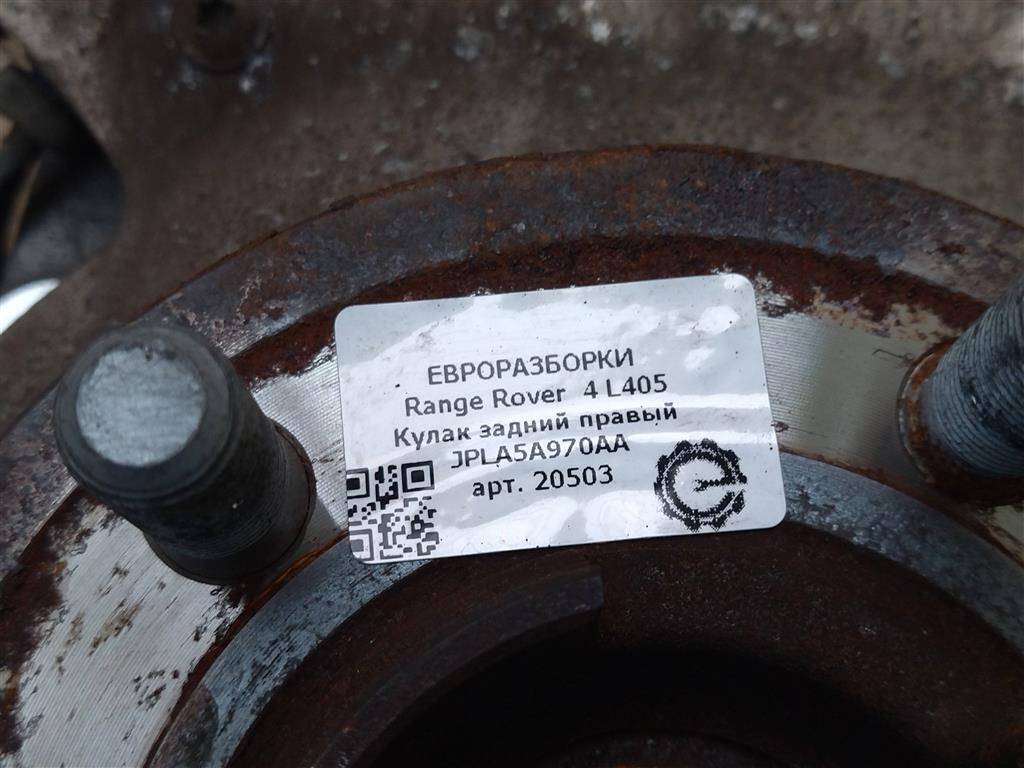 ЕВРОРАЗБОРКИ
Range Rover 4 L405
Кулак задний правый
JPLA5A970AA
арт. 20503